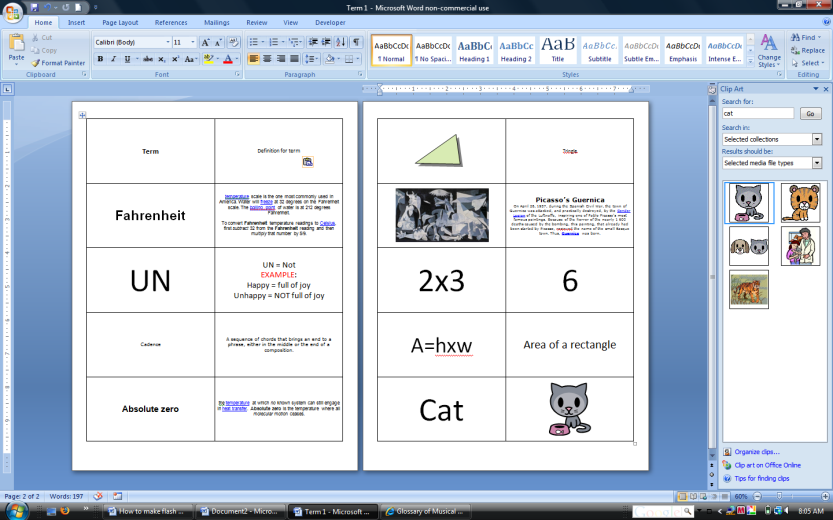 Term 1 - Microsoft Word non-commercial use
Home Insert Page Layout References Mailings Review View Developer
Paste
Cut
Copy
Format Painter
Clipboard
Calibri (Body) 11
Font
Paragraph
AaBbCcDc AaBbCcDc AaBbC AaBbCc AaB AaBbCc. AaBbCcDc AaBbCcDc AaBbCcDc
¶ Normal ¶ No Spaci... Heading 1 Heading 2 Title Subtitle Subtle Em... Emphasis Intense E...
Styles
Change Styles
Find
Replace
Select
Editing
Term
Definition for term
Fahrenheit
temperature scale is the one most commonly used in
America. Water will freeze at 32 degrees on the Fahrenheit
scale. The boiling point of water is at 212 degrees
Fahrenheit.
To convert Fahrenheit temperature readings to Celsius,
first subtract 32 from the Fahrenheit reading and then
multiply that number by 5/9.
UN
UN = Not
EXAMPLE:
Happy = full of joy
Unhappy = NOT full of joy
Cadence
A sequence of chords that brings an end to a
phrase, either in the middle or the end of a
composition.
Absolute zero
the temperature at which no known system can still engage
in heat transfer. Absolute zero is the temperature where all
molecular motion ceases.
Picasso's Guernica
2x3
6
A=hxw
Area of a rectangle
Cat
Clip Art
Search for:
cat
Go
Search in:
Selected collections
Results should be:
Selected media file types
Organize clips...
Clip art on Office Online
Tips for finding clips
Page: 2 of 2 Words: 197
60%
How to make flash ...
Document2 - Micro...
Term 1 - Microsoft ...
Glossary of Musical ...
8:05 AM